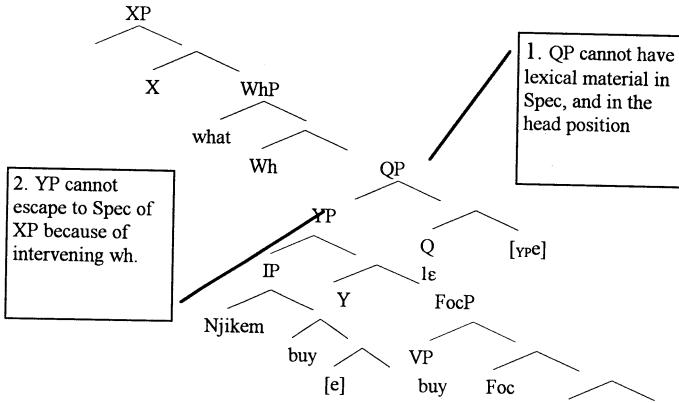 XP
1. QP cannot have
lexical material in
Spec, and in the
head position
X
WhP
what
Wh
QP
2. YP cannot
escape to Spec of
XP because of
intervening wh.
YP
Q
[YPe]
IP
lɛ
Y
FocP
Njikem
buy
VP
[e]
buy
Foc